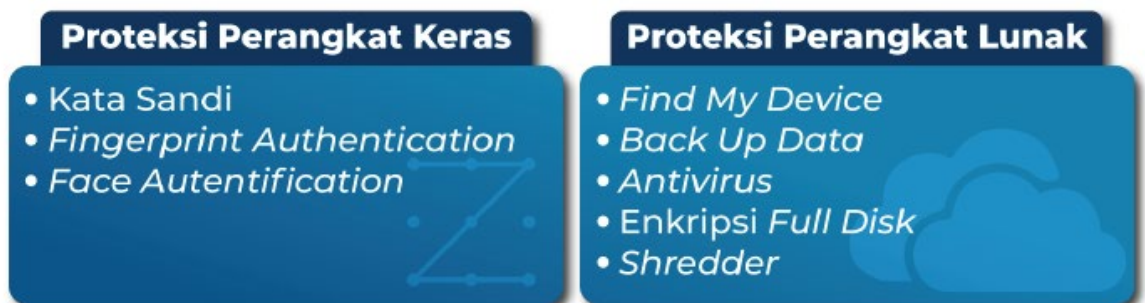 Proteksi Perangkat Keras
• Kata Sandi
• Fingerprint Authentication
• Face Autentification
Proteksi Perangkat Lunak
• Find My Device
• Back Up Data
• Antivirus
• Enkripsi Full Disk
• Shredder